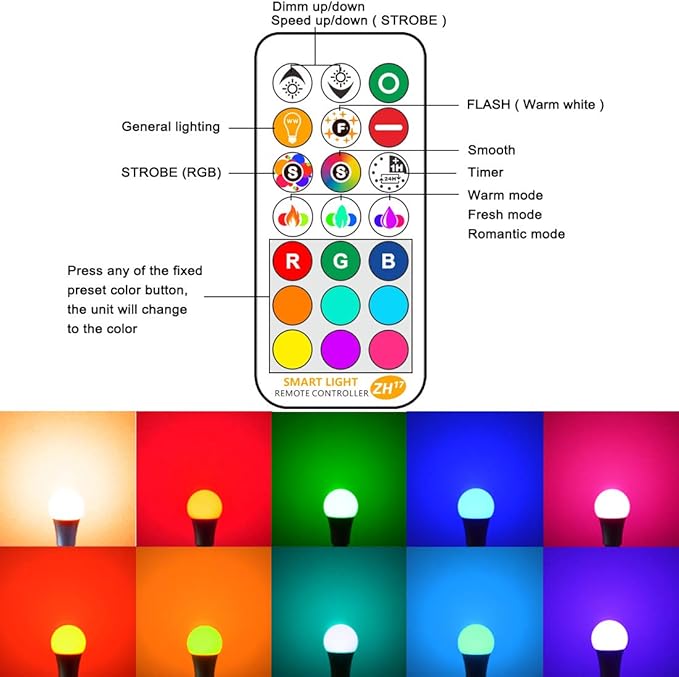 Dimm up/down
Speed up/down ( STROBE )
FLASH ( Warm white )
General lighting
WW
F
Smooth
STROBE (RGB)
S
S
1H
24H
Timer
Warm mode
Fresh mode
Romantic mode
R G B
Press any of the fixed
preset color button,
the unit will change
to the color
SMART LIGHT
REMOTE CONTROLLER
ZH17